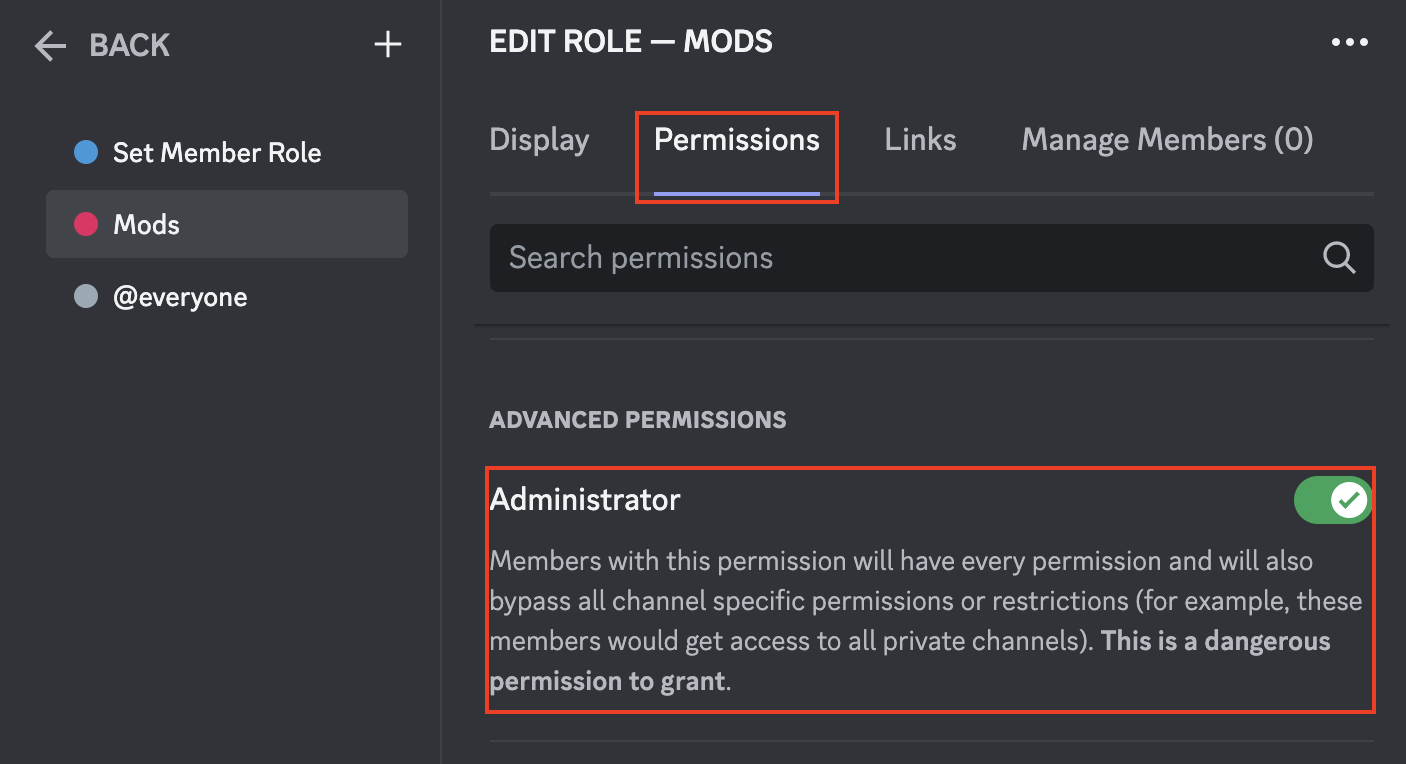 BACK
Set Member Role
Mods
@everyone
EDIT ROLE — MODS
Display Permissions Links Manage Members (0)
Search permissions
ADVANCED PERMISSIONS
Administrator
Members with this permission will have every permission and will also
bypass all channel specific permissions or restrictions (for example, these
members would get access to all private channels). This is a dangerous
permission to grant.